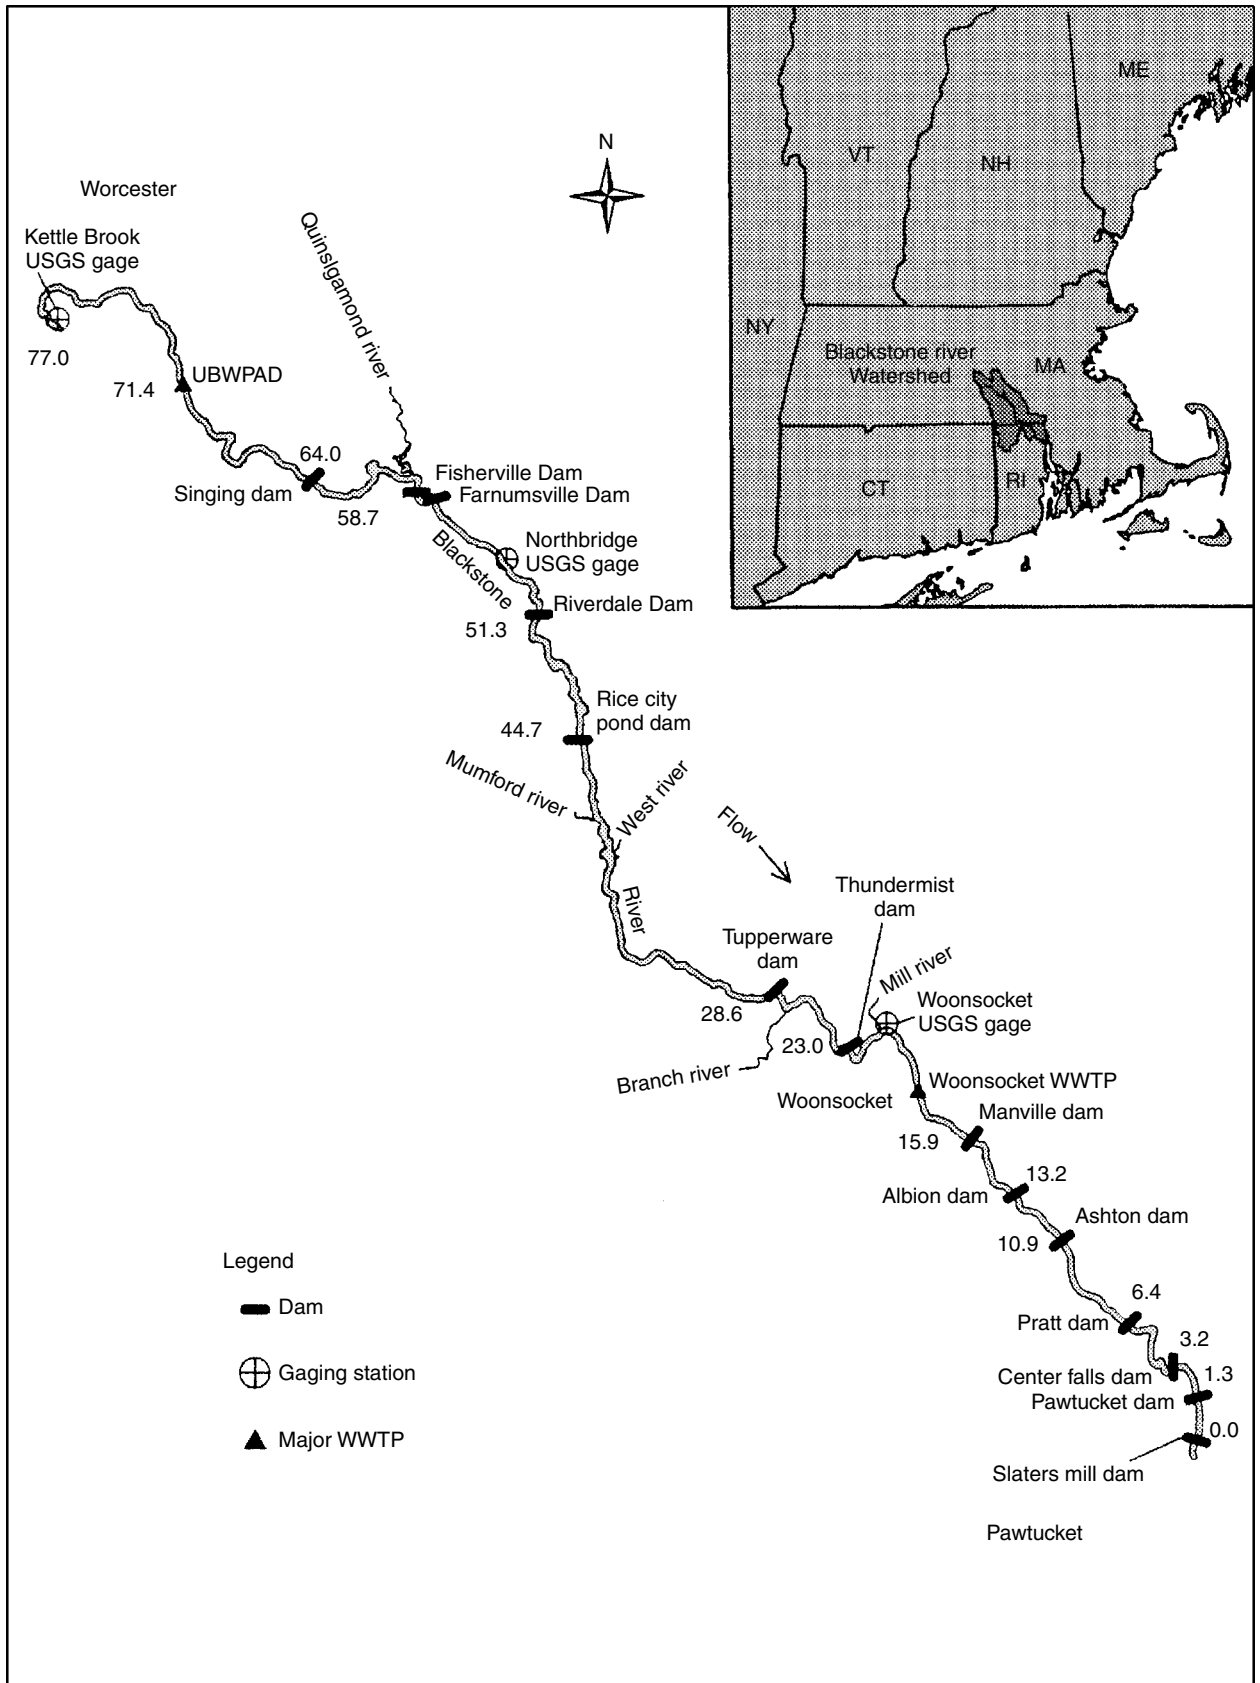 N
Worcester
Kettle Brook
USGS gage
77.0
Quinslgamond river
UBWPAD
71.4
64.0
Singing dam
58.7
Fisherville Dam
Farnumsville Dam
Blackstone
Northbridge
USGS gage
Riverdale Dam
51.3
Rice city
pond dam
44.7
Mumford river
West river
River
Flow
Thundermist
dam
Tupperware
dam
Mill river
28.6
Woonsocket
USGS gage
23.0
Branch river
Woonsocket WWTP
Woonsocket
Manville dam
15.9
13.2
Albion dam
Ashton dam
10.9
6.4
Pratt dam
3.2
Center falls dam
1.3
Pawtucket dam
0.0
Slaters mill dam
Pawtucket
Legend
Dam
Gaging station
Major WWTP
ME
VT
NH
NY
Blackstone river
Watershed
MA
CT
RI